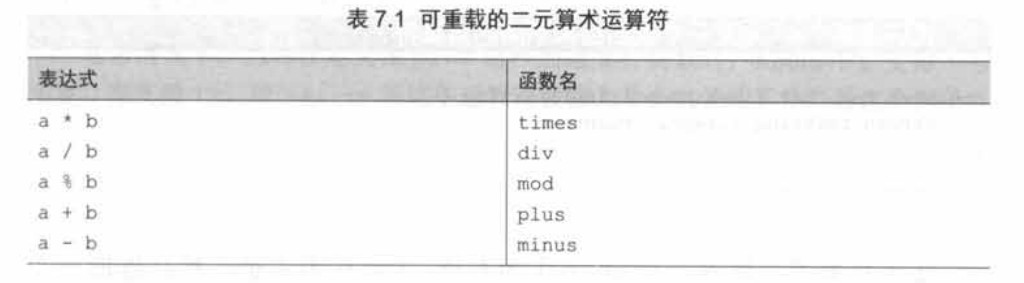 表 7.1 可重载的二元算术运算符
表达式 函数名
a * b times
a / b div
a % b mod
a + b plus
a - b minus